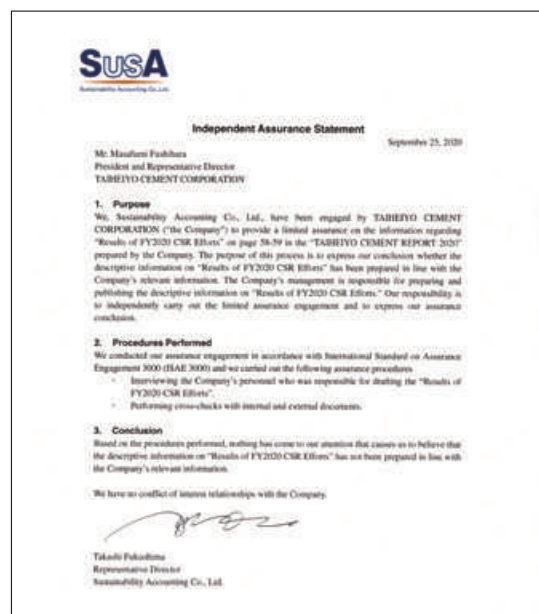 SusA
Sustainability Accounting Co., Ltd.
Independent Assurance Statement
September 25, 2020
Mr. Masafumi Fushihara
President and Representative Director
TAIHEIYO CEMENT CORPORATION
1. Purpose
We, Sustainability Accounting Co., Ltd., have been engaged by TAIHEIYO CEMENT
CORPORATION ("the Company") to provide a limited assurance on the information regarding
"Results of FY2020 CSR Efforts" on page 58-59 in the "TAIHEIYO CEMENT REPORT 2020"
prepared by the Company. The purpose of this process is to express our conclusion whether the
descriptive information on "Results of FY2020 CSR Efforts" has been prepared in line with the
Company's relevant information. The Company's management is responsible for preparing and
publishing the descriptive information on "Results of FY2020 CSR Efforts." Our responsibility is
to independently carry out the limited assurance engagement and to express our assurance
conclusion.
2. Procedures Performed
We conducted our assurance engagement in accordance with International Standard on Assurance
Engagement 3000 (ISAE 3000) and we carried out the following assurance procedures
· Interviewing the Company's personnel who was responsible for drafting the "Results of
FY2020 CSR Efforts".
· Performing cross-checks with internal and external documents.
3. Conclusion
Based on the procedures performed, nothing has come to our attention that causes us to believe that
the descriptive information on "Results of FY2020 CSR Efforts" has not been prepared in line with
the Company's relevant information.
We have no conflict of interest relationships with the Company.
Takashi Fukushima
Representative Director
Sustainability Accounting Co., Ltd.